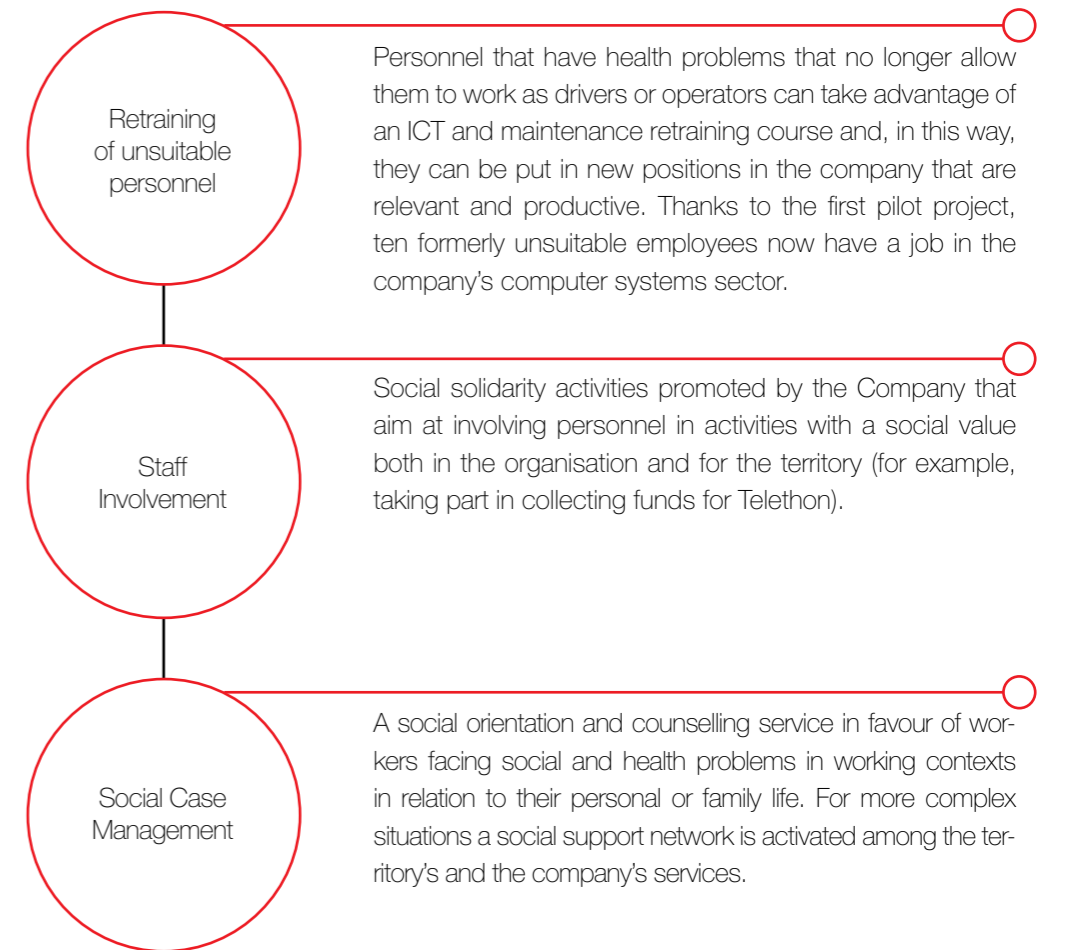 Retraining
of unsuitable
personnel
Personnel that have health problems that no longer allow
them to work as drivers or operators can take advantage of
an ICT and maintenance retraining course and, in this way,
they can be put in new positions in the company that are
relevant and productive. Thanks to the first pilot project,
ten formerly unsuitable employees now have a job in the
company's computer systems sector.
Staff
Involvement
Social solidarity activities promoted by the Company that
aim at involving personnel in activities with a social value
both in the organisation and for the territory (for example,
taking part in collecting funds for Telethon).
Social Case
Management
A social orientation and counselling service in favour of wor-
kers facing social and health problems in working contexts
in relation to their personal or family life. For more complex
situations a social support network is activated among the ter-
ritory's and the company's services.